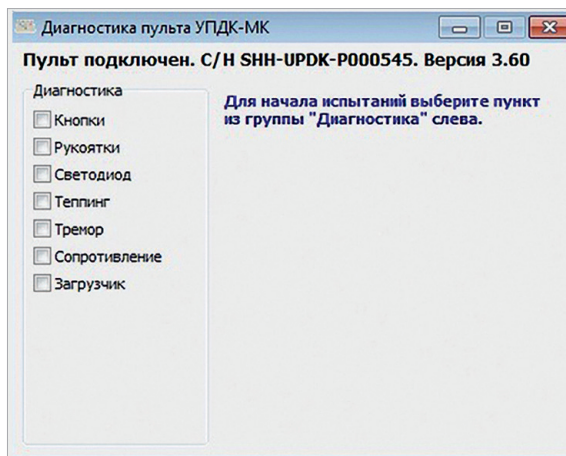 Диагностика пульта УПДК-МК
Пульт подключен. С/Н SHH-UPDK-P000545. Версия 3.60
Диагностика
Кнопки
Рукоятки
Светодиод
Теппинг
Тремор
Сопротивление
Загрузчик
Для начала испытаний выберите пункт
из группы "Диагностика" слева.